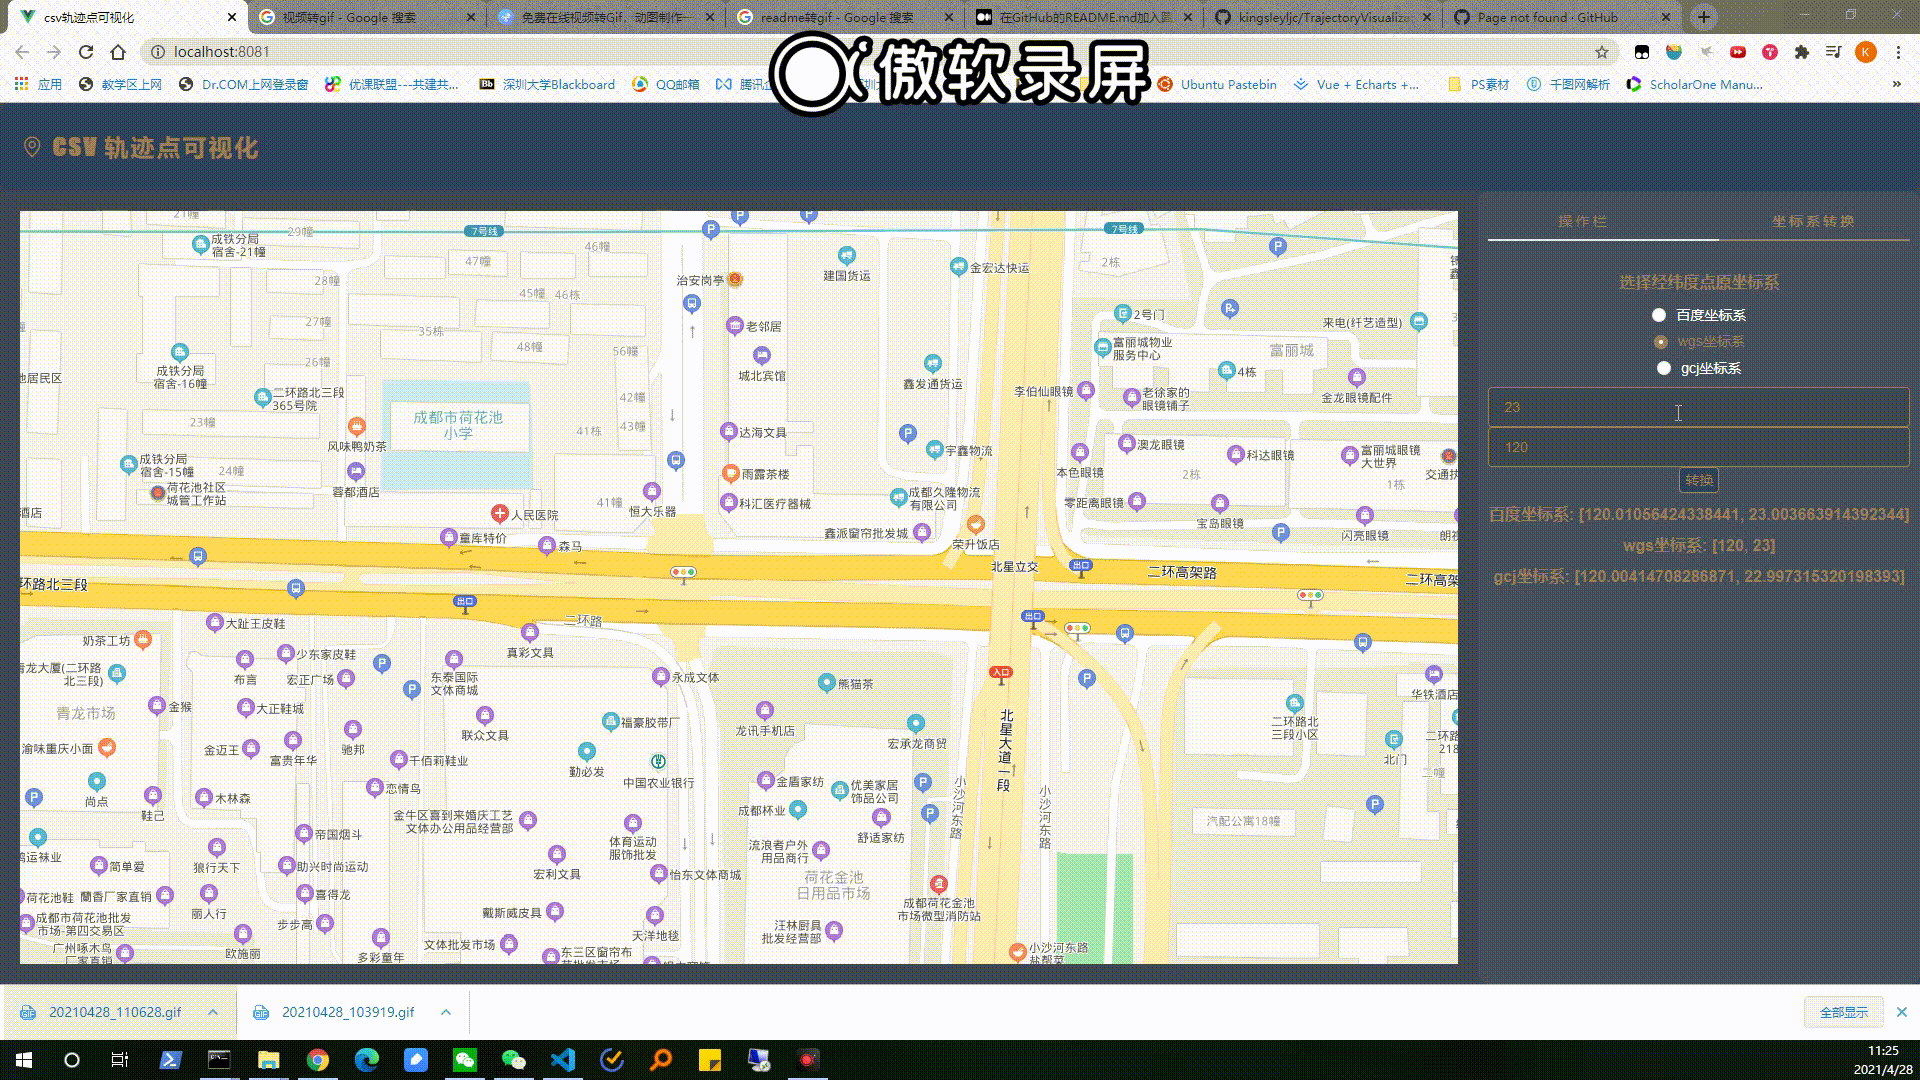 csv轨迹点可视化
视频转gif - Google 搜索
免费在线视频转Gif，动图制作一
readme转gif - Google 搜索
在GitHub的README.md加入
kingsleyljc/TrajectoryVisualiza
Page not found · GitHub
localhost:8081
傲软录屏
应用
教学区上网
Dr.COM上网登录窗
优课联盟---共建共...
深圳大学Blackboard
QQ邮箱
Ubuntu Pastebin
Vue + Echarts +...
PS素材
千图网解析
ScholarOne Manu...
CSV 轨迹点可视化
操作栏
坐标系转换
选择经纬度点原坐标系
百度坐标系
wgs坐标系
gcj坐标系
23
120
转换
百度坐标系: [120.01056424338441, 23.003663914392344]
wgs坐标系: [120, 23]
gcj坐标系: [120.00414708286871, 22.997315320198393]
7号线
7号线
成铁分局
宿舍-21幢
29幢
46幢
47幢
28幢
45幢
46栋
27幢
35栋
48幢
56幢
26幢
治安岗亭
老邻居
城北宾馆
建国货运
金宏达快运
2栋
2号门
富丽城物业
服务中心
富丽城
来电(纤艺造型)
4栋
金龙眼镜配件
李伯仙眼镜
老徐家的
眼镜铺子
鑫发通货运
成铁分局
宿舍-16幢
二环路北三段
365号院
23幢
成都市荷花池
小学
42幢
43幢
41栋
风味鸭奶茶
蓉都酒店
成铁分局
宿舍-15幢
24幢
荷花池社区
城管工作站
人民医院
41幢
恒大乐器
达海文具
雨露茶楼
科汇医疗器械
宇鑫物流
成都久隆物流
有限公司
鑫派窗帘批发城
荣升饭店
本色眼镜
澳龙眼镜
科达眼镜
富丽城眼镜
大世界
2栋
1栋
零距离眼镜
宝岛眼镜
闪亮眼镜
童库特价
森马
北星立交
出口
二环高架路
环路北三段
出口
二环路
出口
入口
大趾王皮鞋
奶茶工坊
少东家皮鞋
布言
宏正广场
东泰国际
文体商城
真彩文具
永成文体
熊猫茶
青龙市场
金猴
大正鞋城
联众文具
福豪胶带厂
龙讯手机店
宏承龙商贸
渝味重庆小面
金迈王
富贵年华
驰邦
千佰莉鞋业
勤必发
中国农业银行
金盾家纺
优美家居
饰品公司
成都杯业
舒适家纺
尚点
鞋己
木林森
恋情鸟
金牛区喜到来婚庆工艺
文体办公用品经营部
帝国烟斗
体育运动
服饰批发
流浪者户外
用品商行
简单爱
狼行天下
助兴时尚运动
宏利文具
怡东文体商城
荷花金池
日用品市场
荷花池鞋
蘭香厂家直销
丽人行
喜得龙
步步高
戴斯威皮具
天洋地毯
汪林厨具
批发经营部
成都荷花金池
市场微型消防站
成都市荷花池批发
市场-第四交易区
广州啄木鸟
厂家直销
欧施丽
多彩童年
文体批发市场
东三区窗帘布
小沙河东路
盐帮菜
北星大道一段
小沙河东路
小沙河东路
二环路北
三段小区
华铁酒店
北门
二幢
汽配公寓18幢
20210428_110628.gif
20210428_103919.gif
全部显示
11:25
2021/4/28